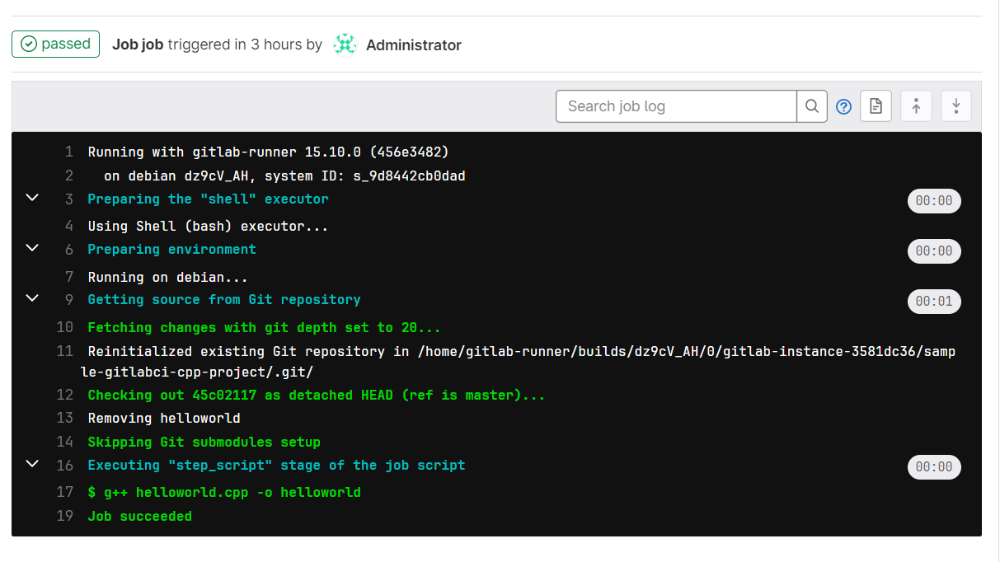 passed Job job triggered in 3 hours by Administrator
Search job log
1 Running with gitlab-runner 15.10.0 (456e3482)
2 on debian dz9cV_AH, system ID: s_9d8442cb0dad
3 Preparing the "shell" executor 00:00
4 Using Shell (bash) executor...
6 Preparing environment 00:00
7 Running on debian...
9 Getting source from Git repository 00:01
10 Fetching changes with git depth set to 20...
11 Reinitialized existing Git repository in /home/gitlab-runner/builds/dz9cV_AH/0/gitlab-instance-3581dc36/samp
le-gitlabci-cpp-project/.git/
12 Checking out 45c02117 as detached HEAD (ref is master)...
13 Removing helloworld
14 Skipping Git submodules setup
16 Executing "step_script" stage of the job script 00:00
17 $ g++ helloworld.cpp -o helloworld
19 Job succeeded